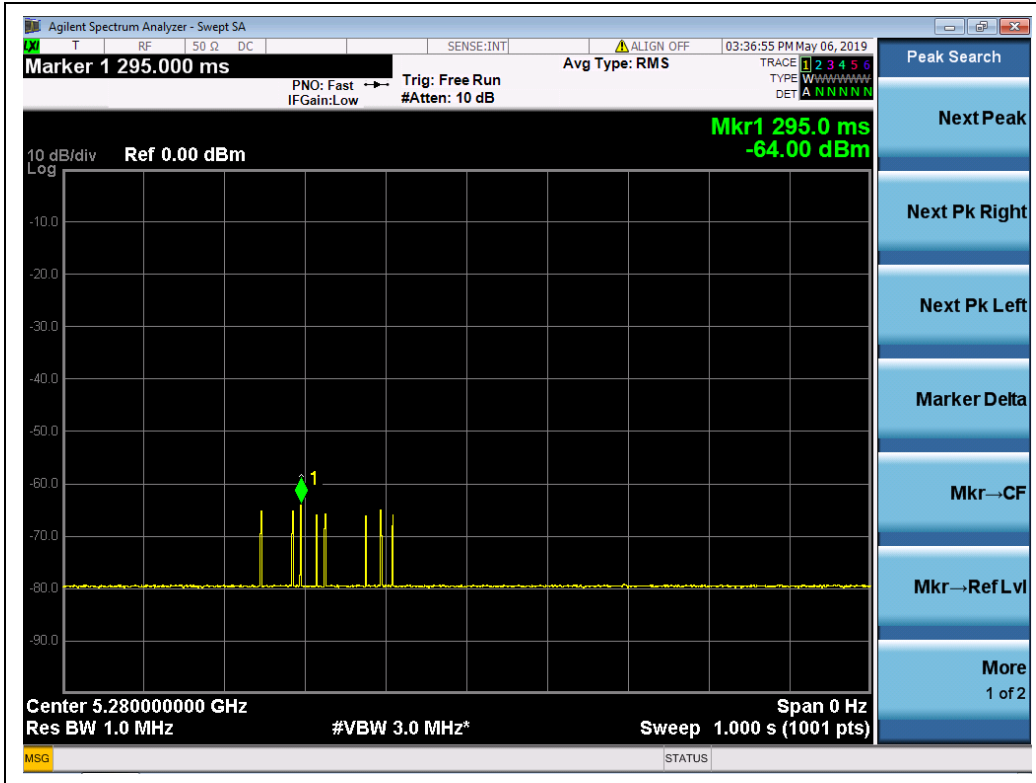 Agilent Spectrum Analyzer - Swept SA
LXI T RF 50 Ω DC SENSE:INT ALIGN OFF 03:36:55 PM May 06, 2019
Marker 1 295.000 ms
PNO: Fast
IFGain:Low
Trig: Free Run
#Atten: 10 dB
Avg Type: RMS
TRACE 1 2 3 4 5 6
TYPE WWWWWW
DET A N N N N N
Mkr1 295.0 ms
-64.00 dBm
10 dB/div Ref 0.00 dBm
Log
-10.0
-20.0
-30.0
-40.0
-50.0
-60.0
-70.0
-80.0
-90.0
1
Center 5.280000000 GHz Span 0 Hz
Res BW 1.0 MHz #VBW 3.0 MHz* Sweep 1.000 s (1001 pts)
MSG STATUS
Peak Search
Next Peak
Next Pk Right
Next Pk Left
Marker Delta
Mkr→CF
Mkr→Ref Lvl
More
1 of 2